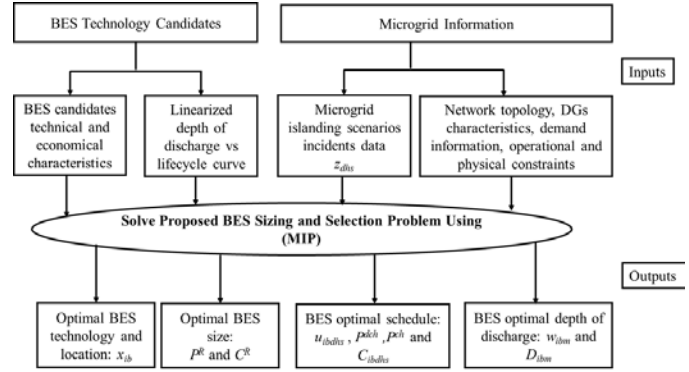 BES Technology Candidates
Microgrid Information
Inputs
BES candidates
technical and
economical
characteristics
Linearized
depth of
discharge vs
lifecycle curve
Microgrid
islanding scenarios
incidents data
z_dhs
Network topology, DGs
characteristics, demand
information, operational and
physical constraints
Solve Proposed BES Sizing and Selection Problem Using
(MIP)
Outputs
Optimal BES
technology and
location: x_ib
Optimal BES
size:
P^R and C^R
BES optimal schedule:
u_ibdhs , P^dch ,P^ch and
C_ibdhs
BES optimal depth of
discharge: w_ibm and
D_ibm